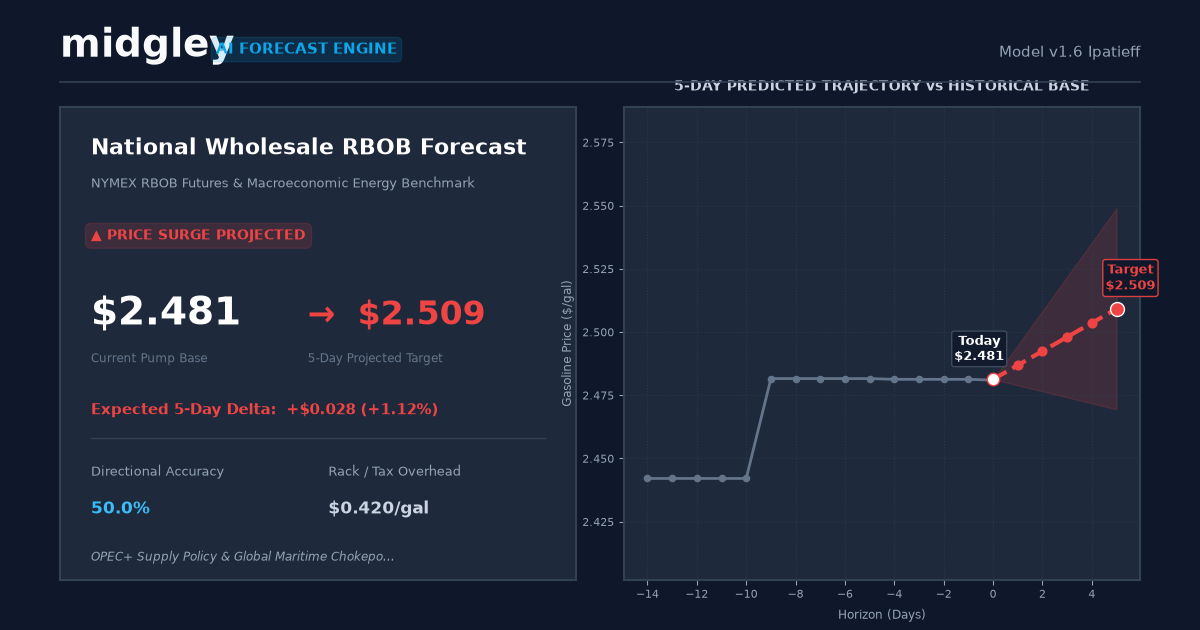 midgley
AI FORECAST ENGINE
Model v1.6 Ipatieff
5-DAY PREDICTED TRAJECTORY vs HISTORICAL BASE
National Wholesale RBOB Forecast
NYMEX RBOB Futures & Macroeconomic Energy Benchmark
▲ PRICE SURGE PROJECTED
$2.481 → $2.509
Current Pump Base 5-Day Projected Target
Expected 5-Day Delta: +$0.028 (+1.12%)
Directional Accuracy Rack / Tax Overhead
50.0% $0.420/gal
OPEC+ Supply Policy & Global Maritime Chokepo...
Gasoline Price ($/gal)
2.575
2.550
2.525
2.500
2.475
2.450
2.425
Target
$2.509
Today
$2.481
−14 −12 −10 −8 −6 −4 −2 0 2 4
Horizon (Days)